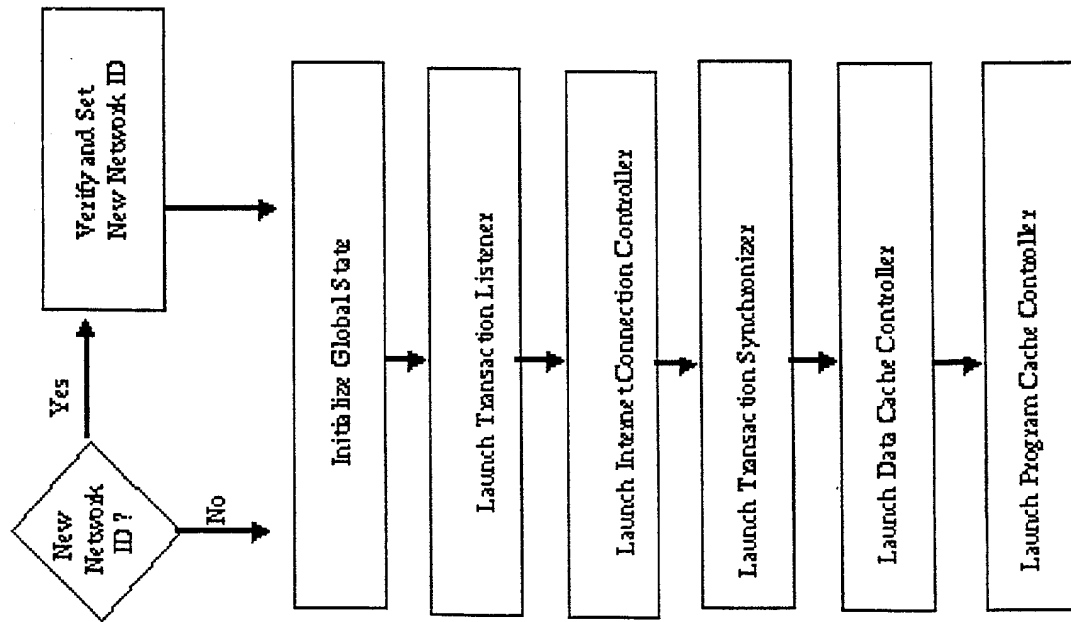 New
Network
ID ?
Yes
No
Verify and Set
New Network ID
Initialize Global State
Launch Transaction Listener
Launch Internet Connection Controller
Launch Transaction Synchronizer
Launch Data Cache Controller
Launch Program Cache Controller